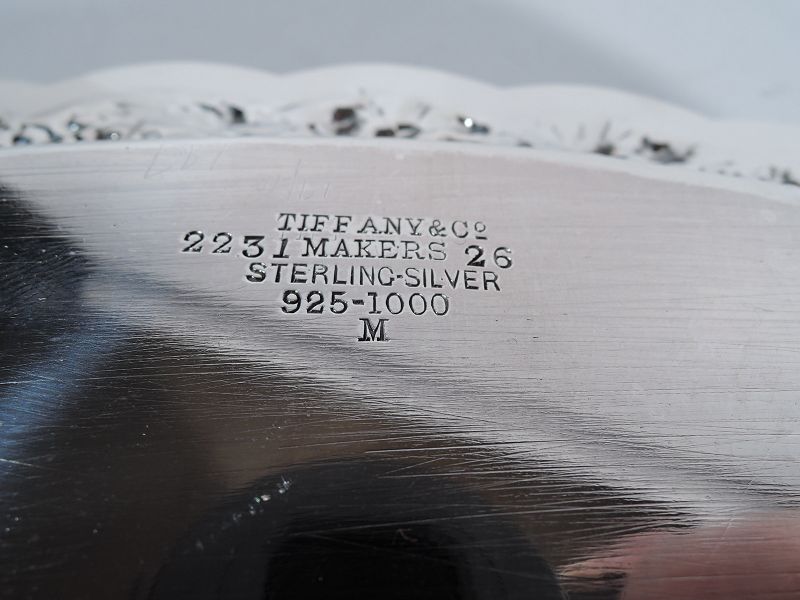 TIFFANY & Cº
2231 MAKERS 26
STERLING-SILVER
925-1000
M